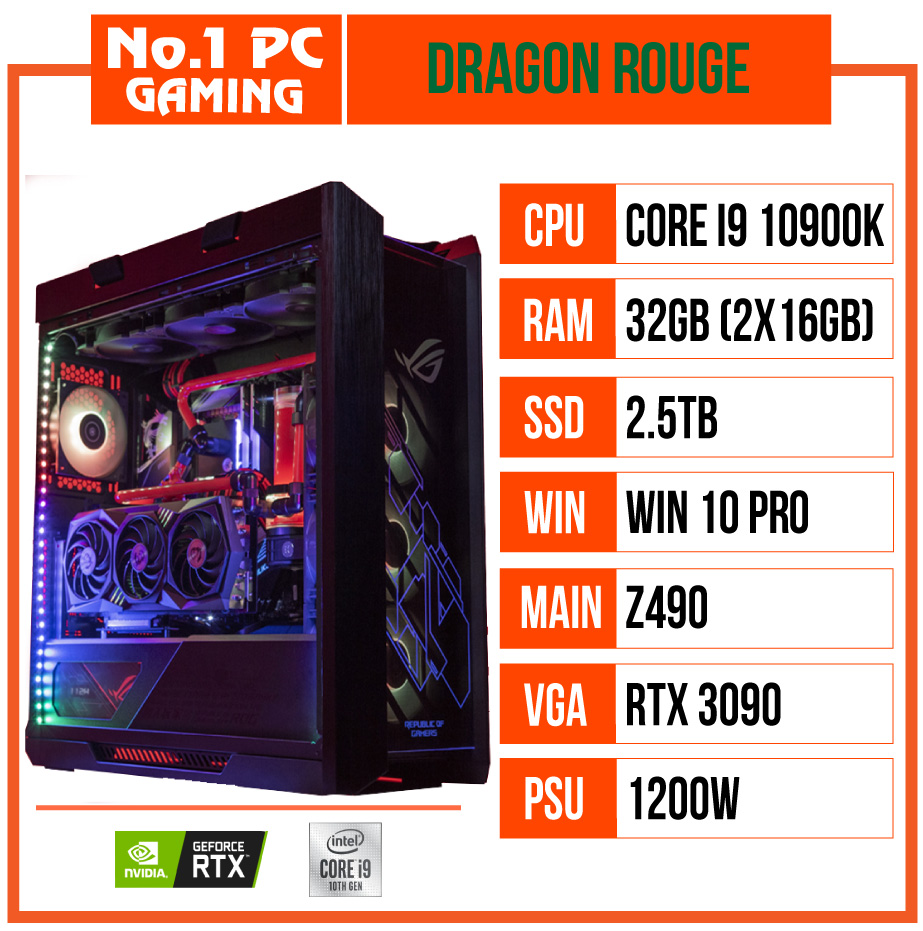 No.1 PC
GAMING
DRAGON ROUGE
CPU
CORE I9 10900K
RAM
32GB (2X16GB)
SSD
2.5TB
WIN
WIN 10 PRO
MAIN
Z490
VGA
RTX 3090
PSU
1200W
REPUBLIC OF
GAMERS
NVIDIA.
GEFORCE
RTX™
intel®
CORE i9
10TH GEN